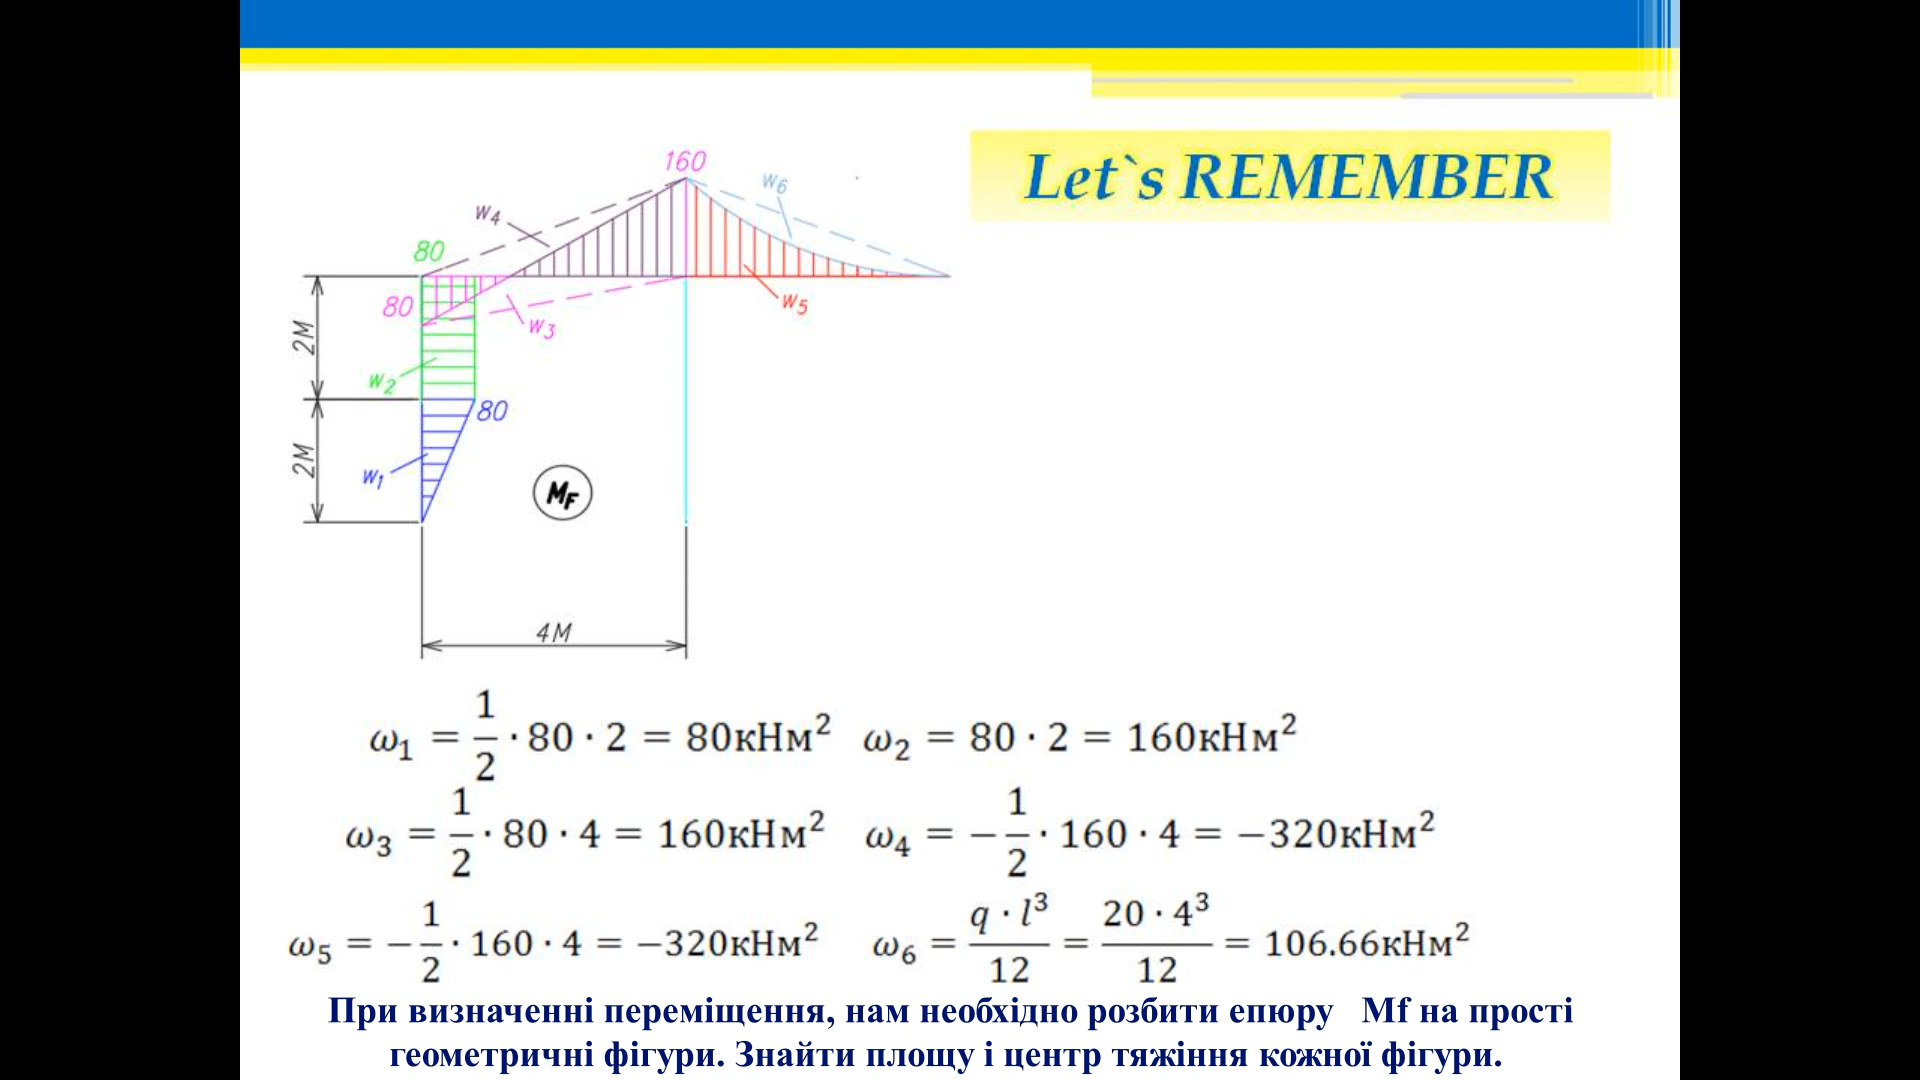 Let`s REMEMBER
160
w6
w4
80
80
w5
w3
2М
w2
80
2М
w1
MF
4М
ω₁ = 1/2 · 80 · 2 = 80кНм² ω₂ = 80 · 2 = 160кНм²
ω₃ = 1/2 · 80 · 4 = 160кНм² ω₄ = −1/2 · 160 · 4 = −320кНм²
ω₅ = −1/2 · 160 · 4 = −320кНм² ω₆ = q · l³/12 = 20 · 4³/12 = 106.66кНм²
При визначенні переміщення, нам необхідно розбити епюру Mf на прості
геометричні фігури. Знайти площу і центр тяжіння кожної фігури.